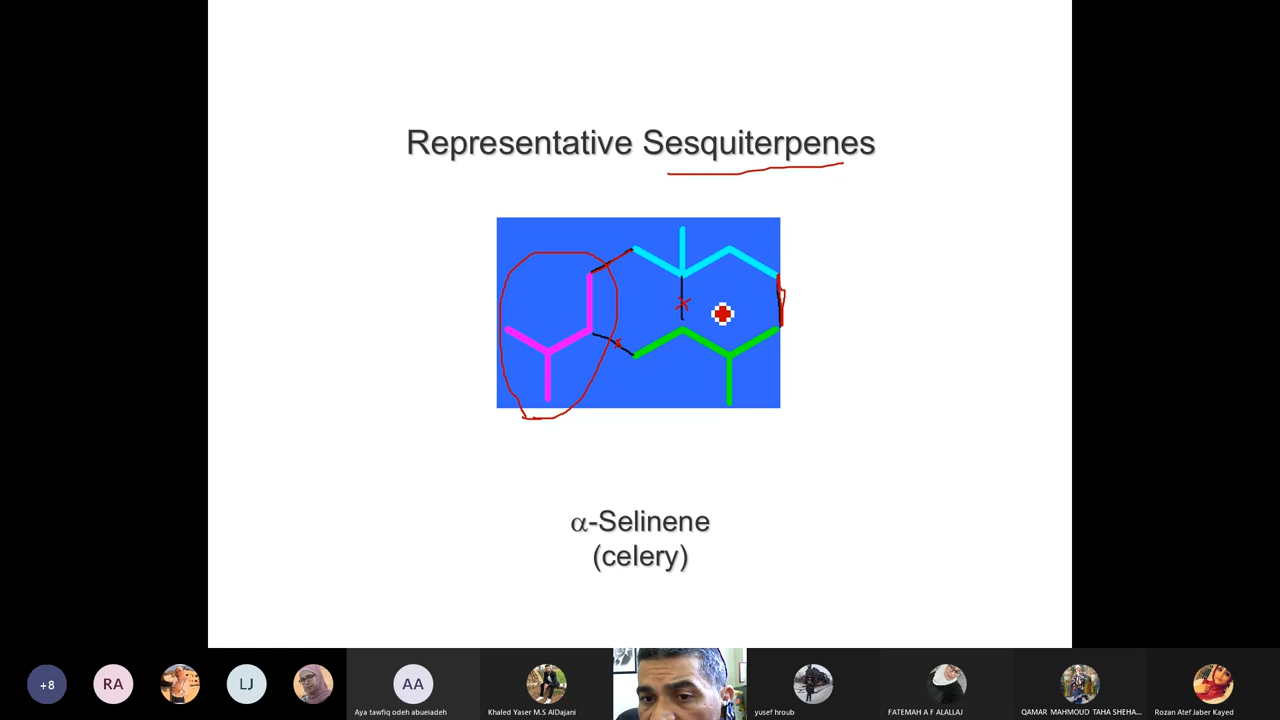 Representative Sesquiterpenes
α-Selinene
(celery)
+8
RA
LJ
AA
Aya tawfiq odeh abueiadeh
Khaled Yaser M.S AlDajani
yusef hroub
FATEMAH A F ALALLAJ
QAMAR MAHMOUD TAHA SHEHA...
Rozan Atef Jaber Kayed